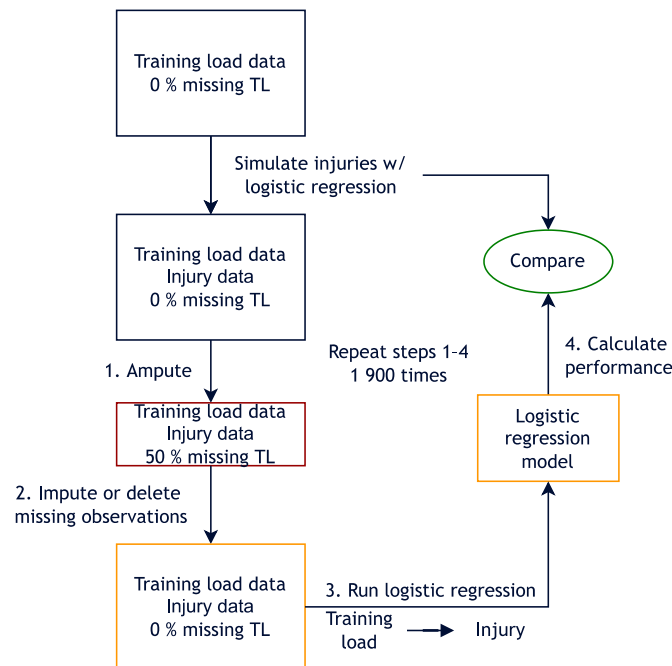 Training load data
0 % missing TL
Simulate injuries w/
logistic regression
Training load data
Injury data
0 % missing TL
Compare
1. Ampute
Repeat steps 1–4
1 900 times
4. Calculate
performance
Training load data
Injury data
50 % missing TL
Logistic
regression
model
2. Impute or delete
missing observations
Training load data
Injury data
0 % missing TL
3. Run logistic regression
Training
load
Injury